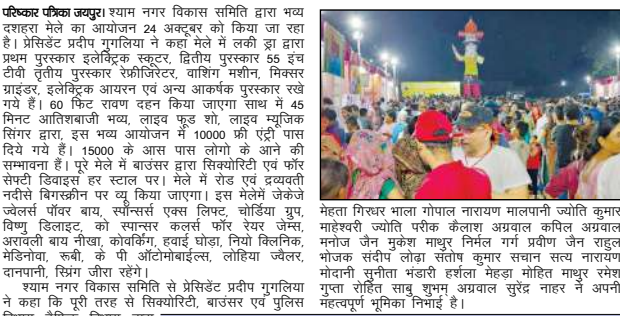 परिष्कार पत्रिका जयपुर। श्याम नगर विकास समिति द्वारा भव्य
दशहरा मेले का आयोजन 24 अक्टूबर को किया जा रहा
है। प्रेसिडेंट प्रदीप गुगलिया ने कहा मेले में लकी ड्रा द्वारा
प्रथम पुरस्कार इलेक्ट्रिक स्कूटर, द्वितीय पुरस्कार 55 इंच
टीवी तृतीय पुरस्कार रेफ्रीजिरेटर, वाशिंग मशीन, मिक्सर
ग्राइंडर, इलेक्ट्रिक आयरन एवं अन्य आकर्षक पुरस्कार रखे
गये हैं। 60 फिट रावण दहन किया जाएगा साथ में 45
मिनट आतिशबाजी भव्य, लाइव फूड शो, लाइव म्यूजिक
सिंगर द्वारा, इस भव्य आयोजन में 10000 फ्री एंट्री पास
दिये गये हैं। 15000 के आस पास लोगो के आने की
सम्भावना हैं। पूरे मेले में बाउंसर द्वारा सिक्योरिटी एवं फॉर
सेफ्टी डिवाइस हर स्टाल पर। मेले में रोड एवं द्रव्यवती
नदीसे बिगस्क्रीन पर व्यू किया जाएगा। इस मेलेमें जेकेजे
ज्वेलर्स पॉवर बाय, स्पॉन्सर्स एक्स लिफ्ट, चोर्डिया ग्रुप,
विष्णु डिलाइट, को स्पान्सर कलर्स फॉर रेयर जेम्स,
अरावली बाय नीखा, कोवर्किंग, हवाई घोड़ा, नियो क्लिनिक,
मेडिनोवा, रूबी, के पी ऑटोमोबाईल्स, लोहिया ज्वैलर,
दानपानी, स्प्रिंग जीरा रहेंगे।
श्याम नगर विकास समिति से प्रेसिडेंट प्रदीप गुगलिया
ने कहा कि पूरी तरह से सिक्योरिटी, बाउंसर एवं पुलिस
मेहता गिरधर भाला गोपाल नारायण मालपानी ज्योति कुमार
माहेश्वरी ज्योति परीक कैलाश अग्रवाल कपिल अग्रवाल
मनोज जैन मुकेश माथुर निर्मल गर्ग प्रवीण जैन राहुल
भोजक संदीप लोढ़ा संतोष कुमार सचान सत्य नारायण
मोदानी सुनीता भंडारी हर्शला मेहड़ा मोहित माथुर रमेश
गुप्ता रोहित साबु शुभम अग्रवाल सुरेंद्र नाहर ने अपनी
महत्वपूर्ण भूमिका निभाई है।